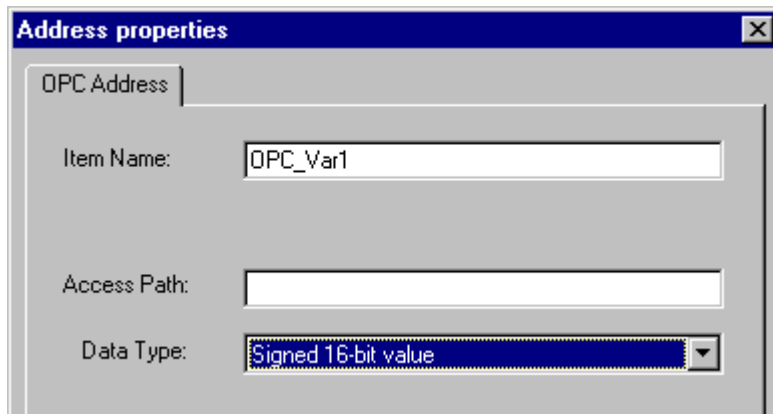 Address properties
OPC Address
Item Name: OPC_Var1
Access Path:
Data Type: Signed 16-bit value